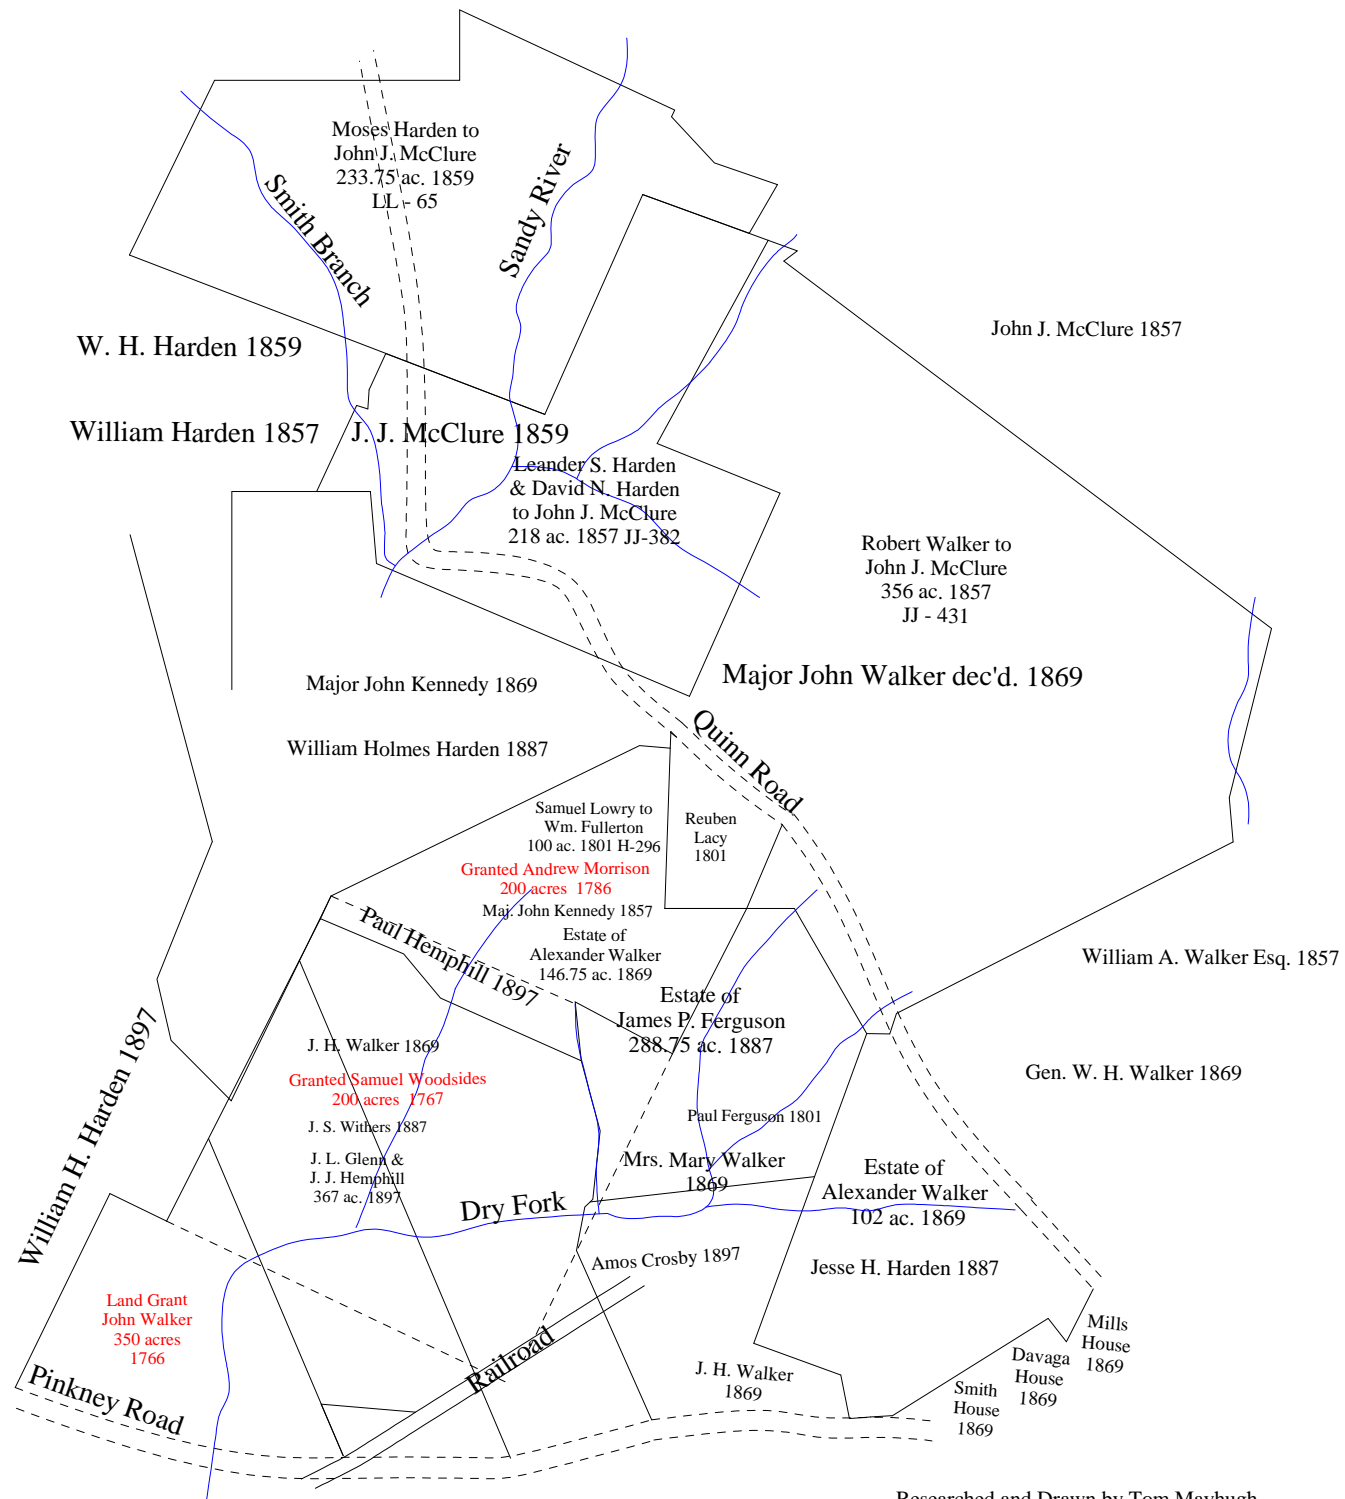 Moses Harden to
John J. McClure
233.75 ac. 1859
LL - 65
Smith Branch
Sandy River
W. H. Harden 1859
John J. McClure 1857
William Harden 1857
J. J. McClure 1859
Leander S. Harden
& David N. Harden
to John J. McClure
218 ac. 1857 JJ-382
Robert Walker to
John J. McClure
356 ac. 1857
JJ - 431
Major John Kennedy 1869
Major John Walker dec'd. 1869
William Holmes Harden 1887
Quinn Road
Samuel Lowry to
Wm. Fullerton
100 ac. 1801 H-296
Reuben
Lacy
1801
Granted Andrew Morrison
200 acres 1786
Maj. John Kennedy 1857
Estate of
Alexander Walker
146.75 ac. 1869
Paul Hemphill 1897
William A. Walker Esq. 1857
Estate of
James P. Ferguson
288.75 ac. 1887
J. H. Walker 1869
Granted Samuel Woodsides
200 acres 1767
J. S. Withers 1887
J. L. Glenn &
J. J. Hemphill
367 ac. 1897
Gen. W. H. Walker 1869
Paul Ferguson 1801
Mrs. Mary Walker
1869
Estate of
Alexander Walker
102 ac. 1869
William H. Harden 1897
Dry Fork
Amos Crosby 1897
Jesse H. Harden 1887
Land Grant
John Walker
350 acres
1766
Mills
House
1869
Davaga
House
1869
Smith
House
1869
Railroad
J. H. Walker
1869
Pinkney Road
Researched and Drawn by Tom Mayhugh